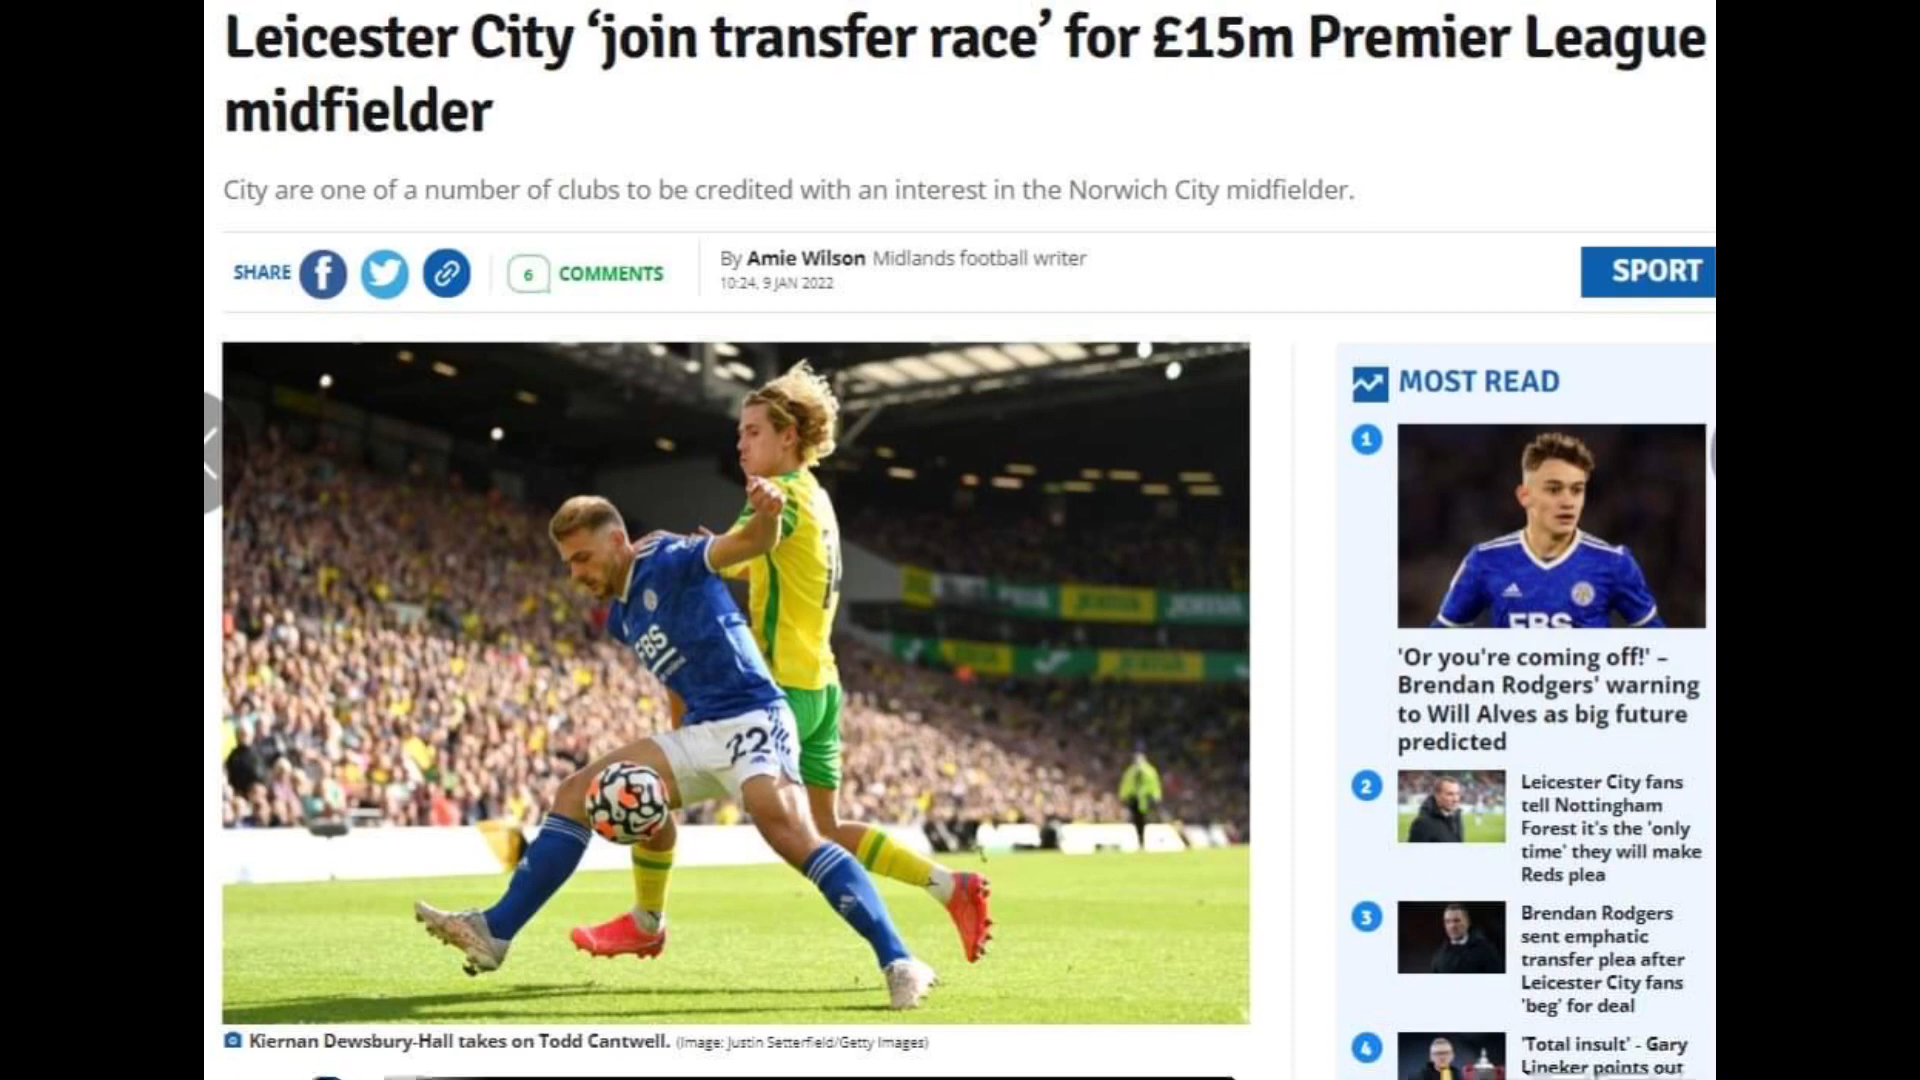 Leicester City ‘join transfer race’ for £15m Premier League
midfielder
City are one of a number of clubs to be credited with an interest in the Norwich City midfielder.
SHARE
6 COMMENTS
By Amie Wilson Midlands football writer
10:24, 9 JAN 2022
SPORT
FBS
22
Kiernan Dewsbury-Hall takes on Todd Cantwell. (Image: Justin Setterfield/Getty Images)
MOST READ
1
FBS
'Or you're coming off!' –
Brendan Rodgers' warning
to Will Alves as big future
predicted
2
Leicester City fans
tell Nottingham
Forest it's the 'only
time' they will make
Reds plea
3
Brendan Rodgers
sent emphatic
transfer plea after
Leicester City fans
'beg' for deal
4
'Total insult' - Gary
Lineker points out